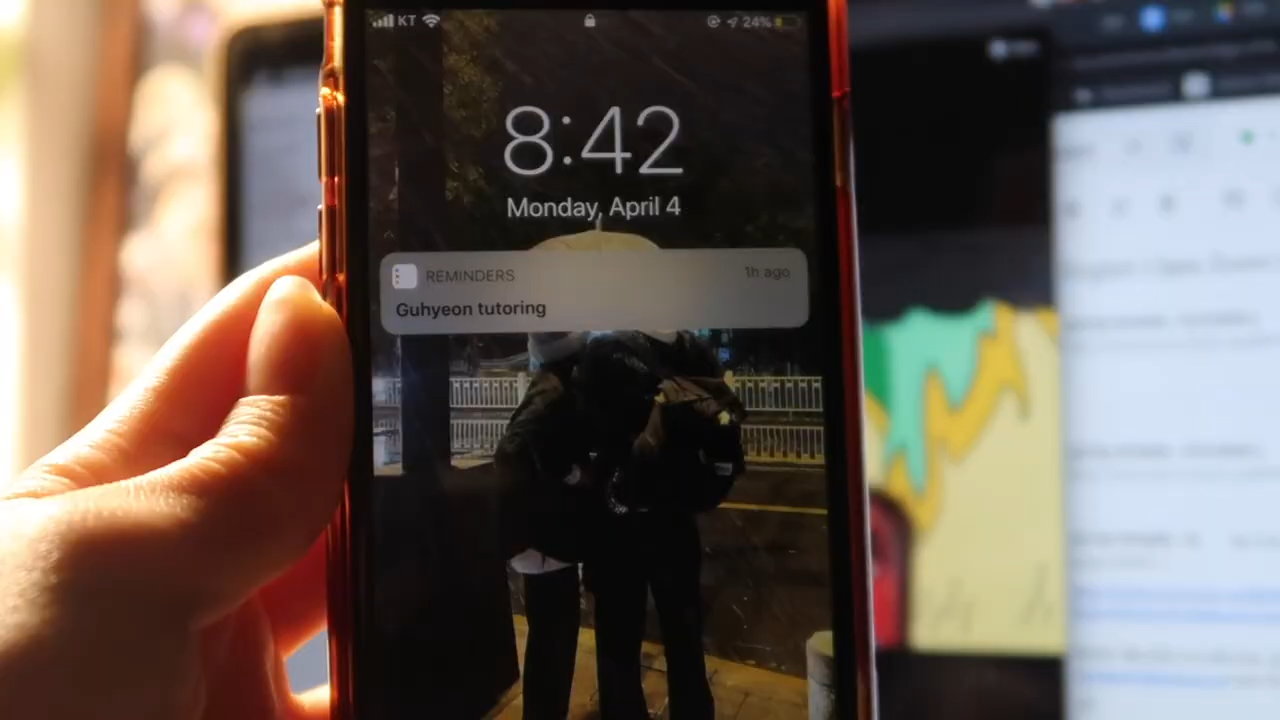 KT 24%
8:42
Monday, April 4
REMINDERS 1h ago
Guhyeon tutoring